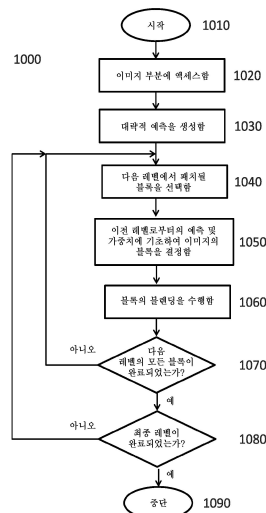 시작
1010
1000
이미지 부분에 액세스함
1020
대략적 예측을 생성함
1030
다음 레벨에서 패치될
블록을 선택함
1040
이전 레벨로부터의 예측 및
가중치에 기초하여 이미지의
블록을 결정함
1050
블록의 블렌딩을 수행함
1060
아니오
다음
레벨의 모든 블록이
완료되었는가?
1070
예
아니오
최종 레벨이
완료되었는가?
1080
예
중단
1090